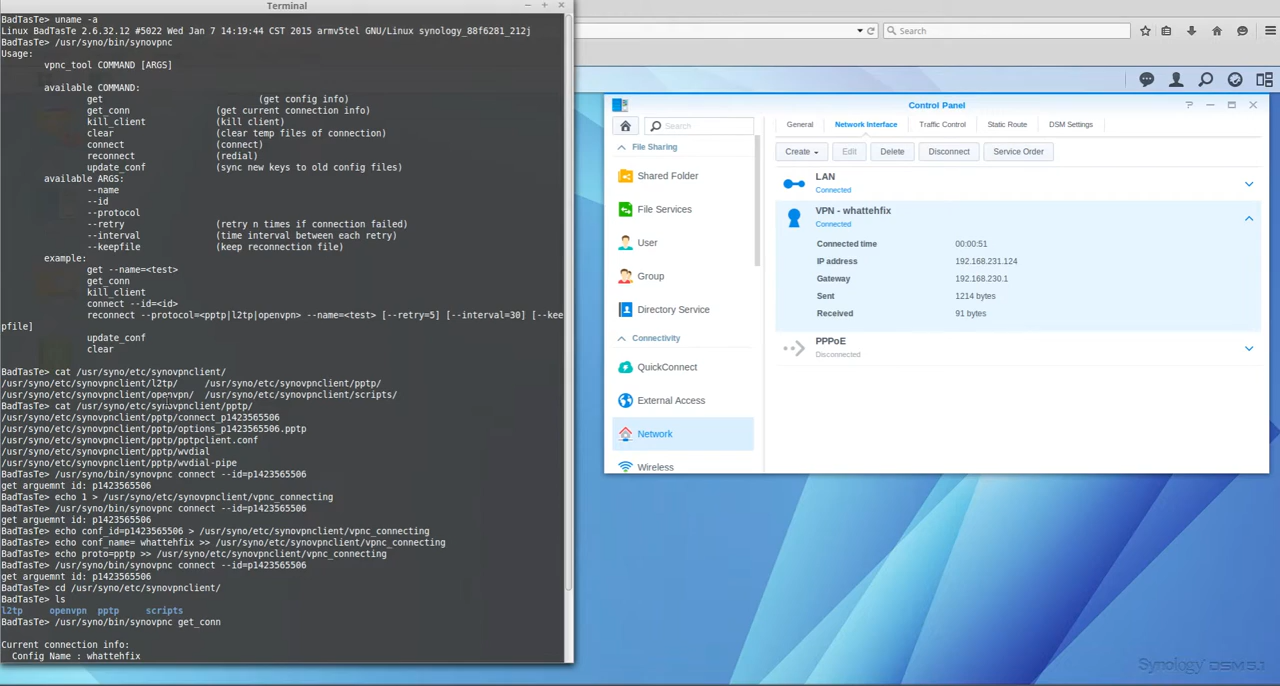 Terminal
BadTasTe> uname -a
Linux BadTasTe 2.6.32.12 #5022 Wed Jan 7 14:19:44 CST 2015 armv5tel GNU/Linux synology_88f6281_212j
BadTasTe> /usr/syno/bin/synovpnc
Usage:
vpnc_tool COMMAND [ARGS]
available COMMAND:
get (get config info)
get_conn (get current connection info)
kill_client (kill client)
clear (clear temp files of connection)
connect (connect)
reconnect (redial)
update_conf (sync new keys to old config files)
available ARGS:
--name
--id
--protocol
--retry (retry n times if connection failed)
--interval (time interval between each retry)
--keepfile (keep reconnection file)
example:
get --name=<test>
get_conn
kill_client
connect --id=<id>
reconnect --protocol=<pptp|l2tp|openvpn> --name=<test> [--retry=5] [--interval=30] [--kee
pfile]
update_conf
clear
BadTasTe> cat /usr/syno/etc/synovpnclient/
/usr/syno/etc/synovpnclient/l2tp/ /usr/syno/etc/synovpnclient/pptp/
/usr/syno/etc/synovpnclient/openvpn/ /usr/syno/etc/synovpnclient/scripts/
BadTasTe> cat /usr/syno/etc/synovpnclient/pptp/
/usr/syno/etc/synovpnclient/pptp/connect_p1423565506
/usr/syno/etc/synovpnclient/pptp/options_p1423565506.pptp
/usr/syno/etc/synovpnclient/pptp/pptpclient.conf
/usr/syno/etc/synovpnclient/pptp/wvdial
/usr/syno/etc/synovpnclient/pptp/wvdial-pipe
BadTasTe> /usr/syno/bin/synovpnc connect --id=p1423565506
get arguemnt id: p1423565506
BadTasTe> echo 1 > /usr/syno/etc/synovpnclient/vpnc_connecting
BadTasTe> /usr/syno/bin/synovpnc connect --id=p1423565506
get arguemnt id: p1423565506
BadTasTe> echo conf_id=p1423565506 > /usr/syno/etc/synovpnclient/vpnc_connecting
BadTasTe> echo conf_name= whattehfix >> /usr/syno/etc/synovpnclient/vpnc_connecting
BadTasTe> echo proto=pptp >> /usr/syno/etc/synovpnclient/vpnc_connecting
BadTasTe> /usr/syno/bin/synovpnc connect --id=p1423565506
get arguemnt id: p1423565506
BadTasTe> cd /usr/syno/etc/synovpnclient/
BadTasTe> ls
l2tp openvpn pptp scripts
BadTasTe> /usr/syno/bin/synovpnc get_conn
Current connection info:
Config Name : whattehfix
Search
Control Panel
Search
File Sharing
Shared Folder
File Services
User
Group
Directory Service
Connectivity
QuickConnect
External Access
Network
Wireless
General Network Interface Traffic Control Static Route DSM Settings
Create Edit Delete Disconnect Service Order
LAN
Connected
VPN - whattehfix
Connected
Connected time 00:00:51
IP address 192.168.231.124
Gateway 192.168.230.1
Sent 1214 bytes
Received 91 bytes
PPPoE
Disconnected
Synology DSM 5.1